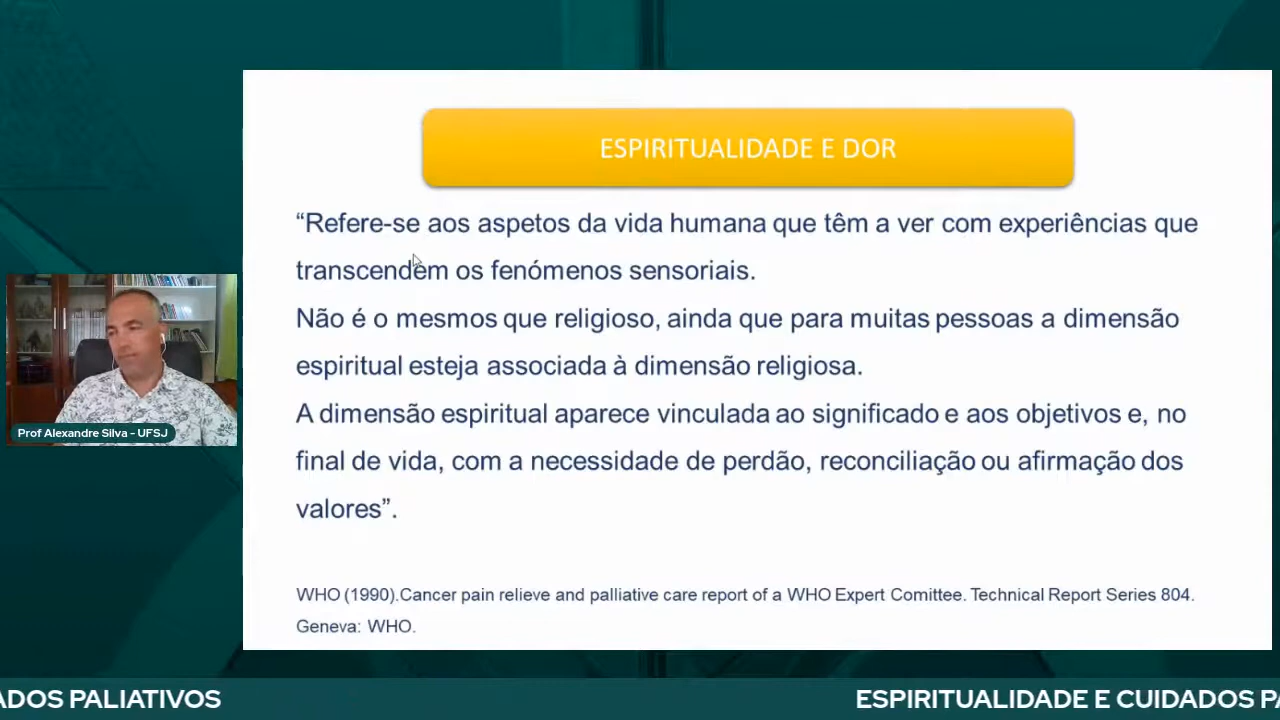 ESPIRITUALIDADE E DOR
“Refere-se aos aspetos da vida humana que têm a ver com experiências que
transcendem os fenómenos sensoriais.
Não é o mesmos que religioso, ainda que para muitas pessoas a dimensão
espiritual esteja associada à dimensão religiosa.
A dimensão espiritual aparece vinculada ao significado e aos objetivos e, no
final de vida, com a necessidade de perdão, reconciliação ou afirmação dos
valores”.
WHO (1990).Cancer pain relieve and palliative care report of a WHO Expert Comittee. Technical Report Series 804.
Geneva: WHO.
Prof Alexandre Silva - UFSJ
ADOS PALIATIVOS
ESPIRITUALIDADE E CUIDADOS PA